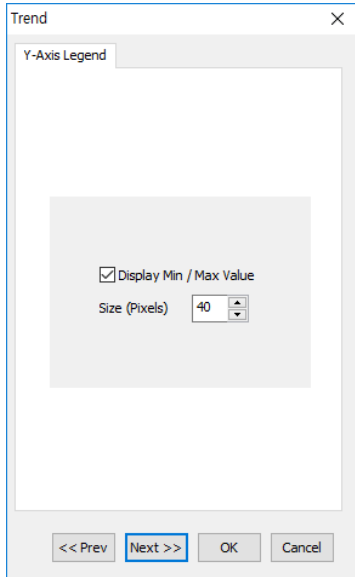 Trend
Y-Axis Legend
Display Min / Max Value
Size (Pixels) 40
<< Prev Next >> OK Cancel